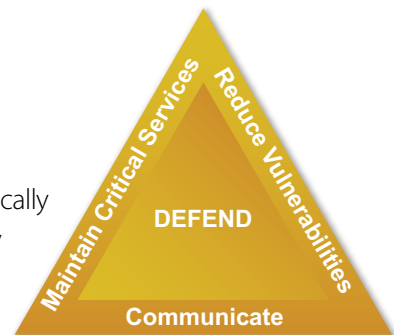 Maintain Critical Services
Reduce Vulnerabilities
DEFEND
Communicate